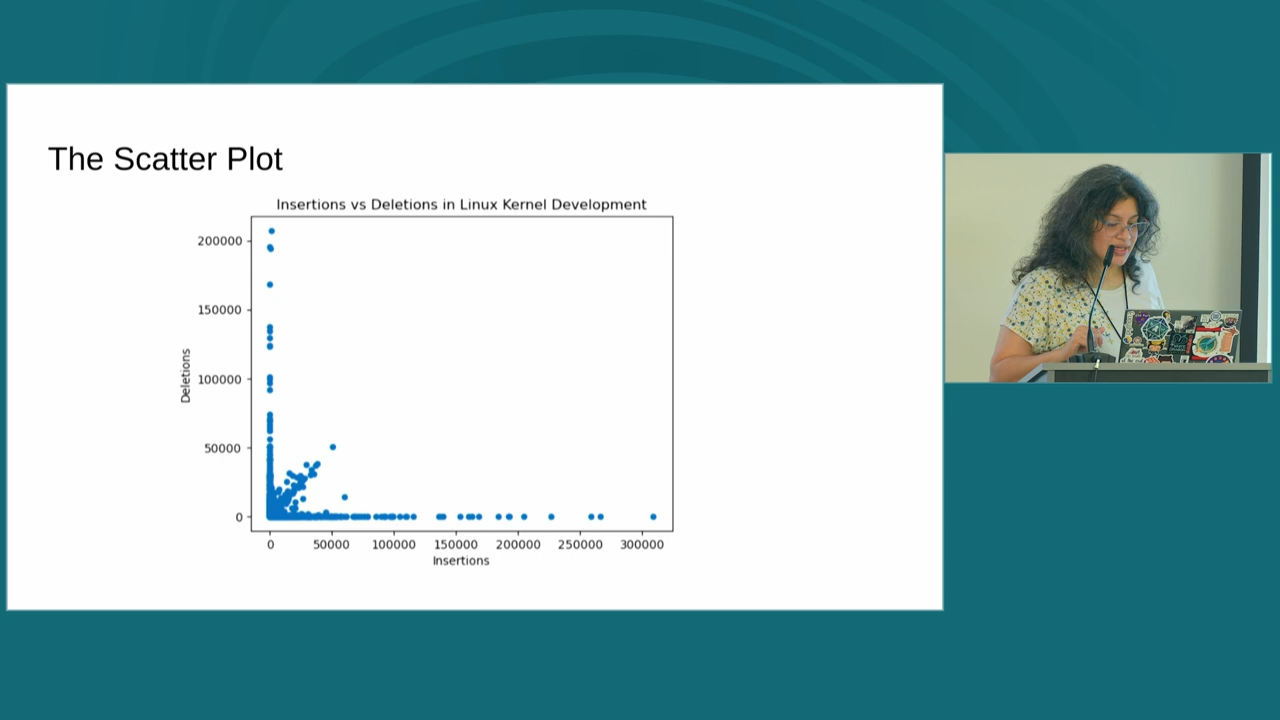 The Scatter Plot
Insertions vs Deletions in Linux Kernel Development
200000
150000
100000
50000
0
Deletions
0 50000 100000 150000 200000 250000 300000
Insertions